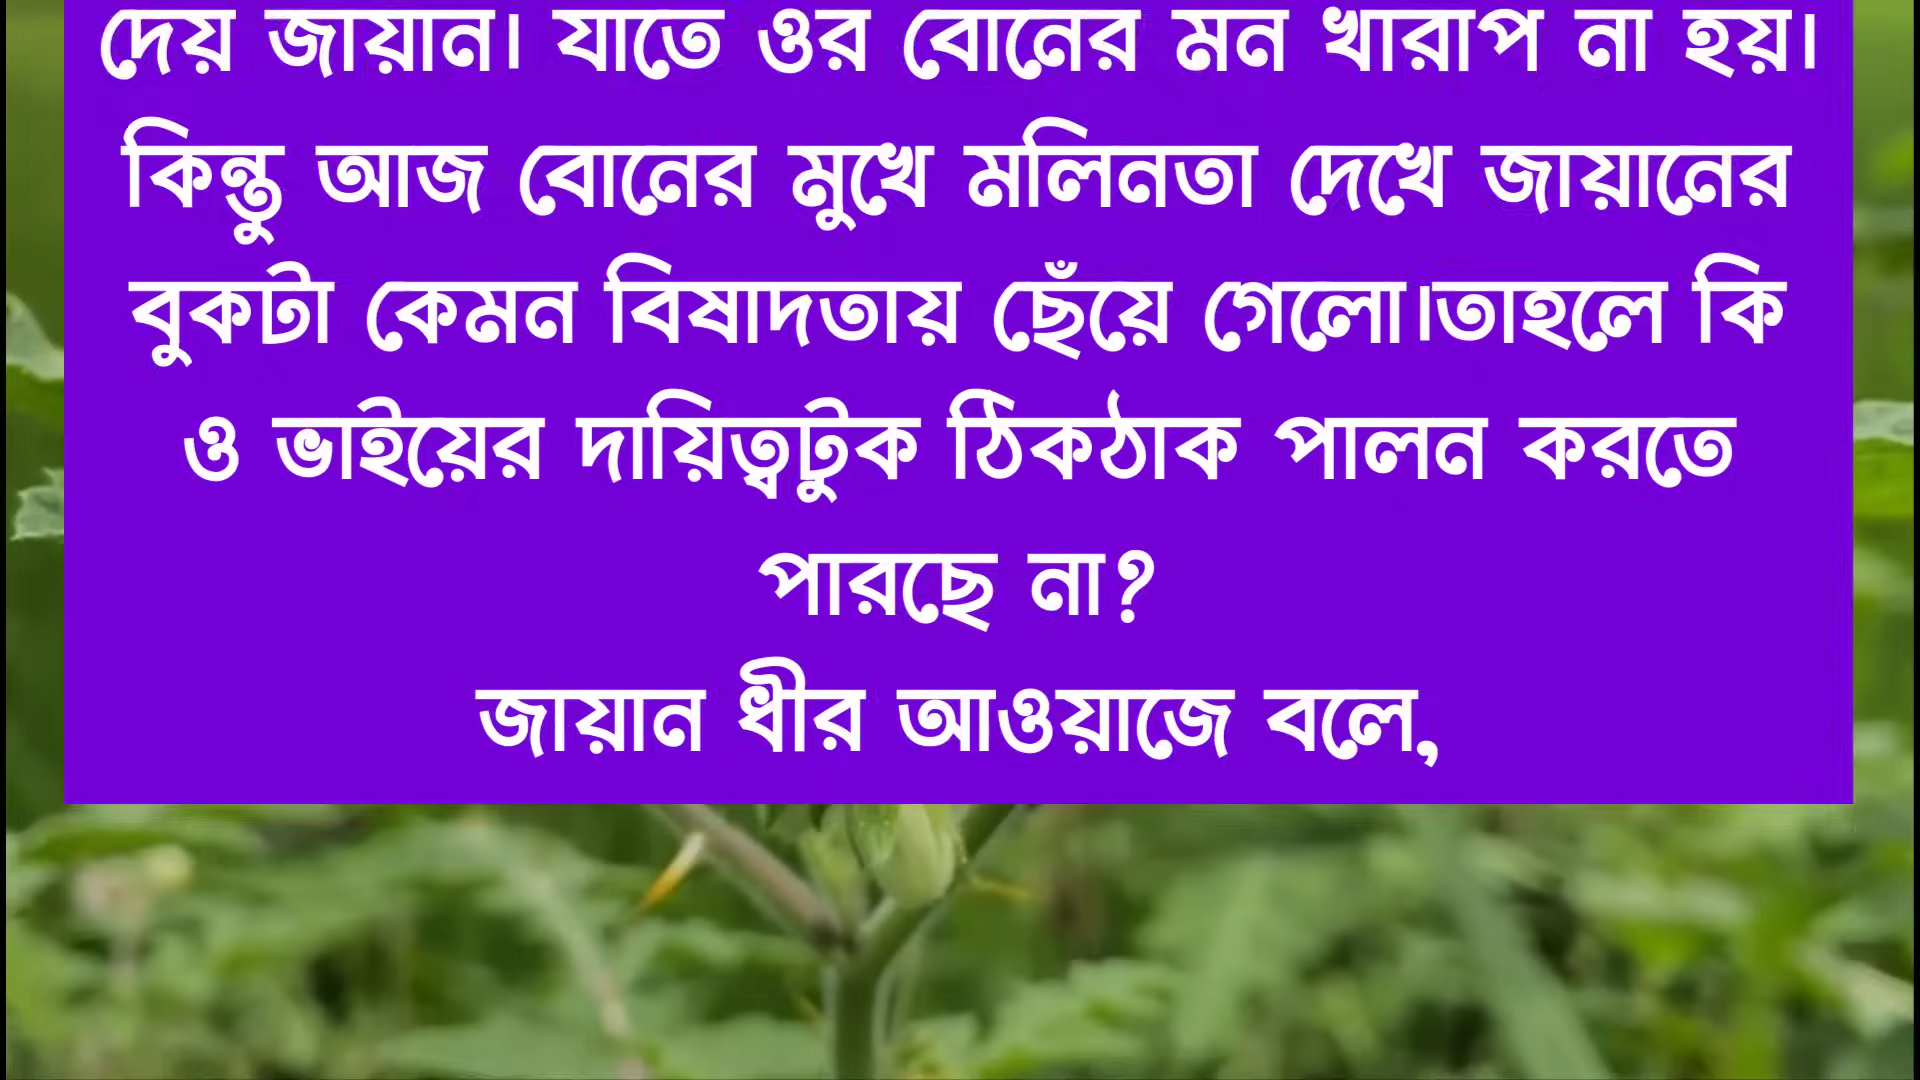 দেয় জায়ান। যাতে ওর বোনের মন খারাপ না হয়।
কিন্তু আজ বোনের মুখে মলিনতা দেখে জায়ানের
বুকটা কেমন বিষাদতায় ছেঁয়ে গেলো।তাহলে কি
ও ভাইয়ের দায়িত্বটুক ঠিকঠাক পালন করতে
পারছে না?
জায়ান ধীর আওয়াজে বলে,